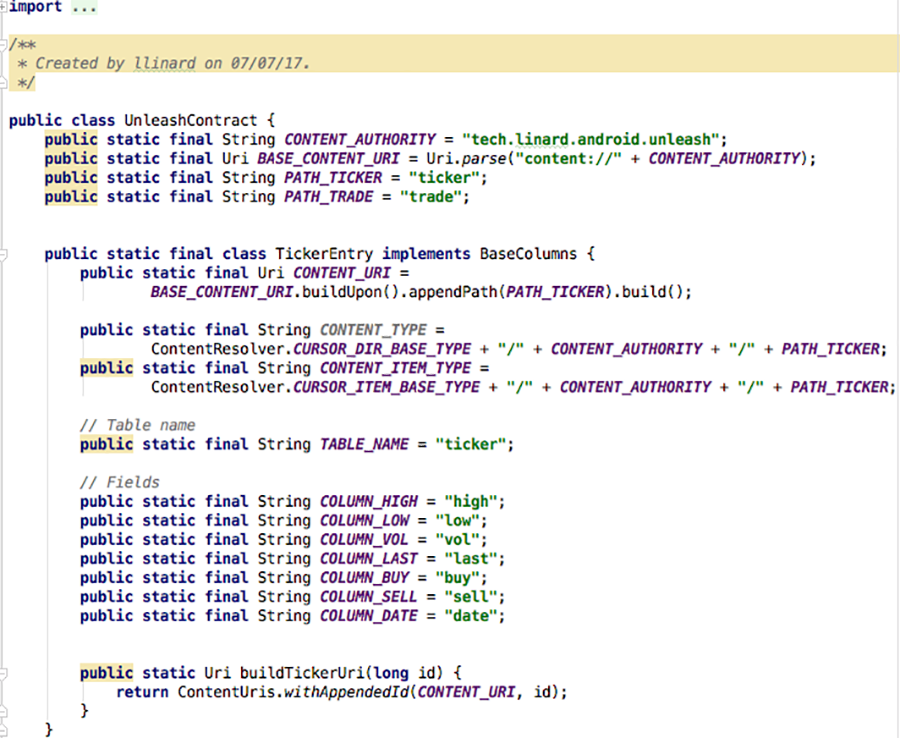 import ...
/**
 * Created by llinard on 07/07/17.
 */
public class UnleashContract {
    public static final String CONTENT_AUTHORITY = "tech.linard.android.unleash";
    public static final Uri BASE_CONTENT_URI = Uri.parse("content://" + CONTENT_AUTHORITY);
    public static final String PATH_TICKER = "ticker";
    public static final String PATH_TRADE = "trade";
    public static final class TickerEntry implements BaseColumns {
        public static final Uri CONTENT_URI =
                BASE_CONTENT_URI.buildUpon().appendPath(PATH_TICKER).build();
        public static final String CONTENT_TYPE =
                ContentResolver.CURSOR_DIR_BASE_TYPE + "/" + CONTENT_AUTHORITY + "/" + PATH_TICKER;
        public static final String CONTENT_ITEM_TYPE =
                ContentResolver.CURSOR_ITEM_BASE_TYPE + "/" + CONTENT_AUTHORITY + "/" + PATH_TICKER;
        // Table name
        public static final String TABLE_NAME = "ticker";
        // Fields
        public static final String COLUMN_HIGH = "high";
        public static final String COLUMN_LOW = "low";
        public static final String COLUMN_VOL = "vol";
        public static final String COLUMN_LAST = "last";
        public static final String COLUMN_BUY = "buy";
        public static final String COLUMN_SELL = "sell";
        public static final String COLUMN_DATE = "date";
        public static Uri buildTickerUri(long id) {
            return ContentUris.withAppendedId(CONTENT_URI, id);
        }
    }